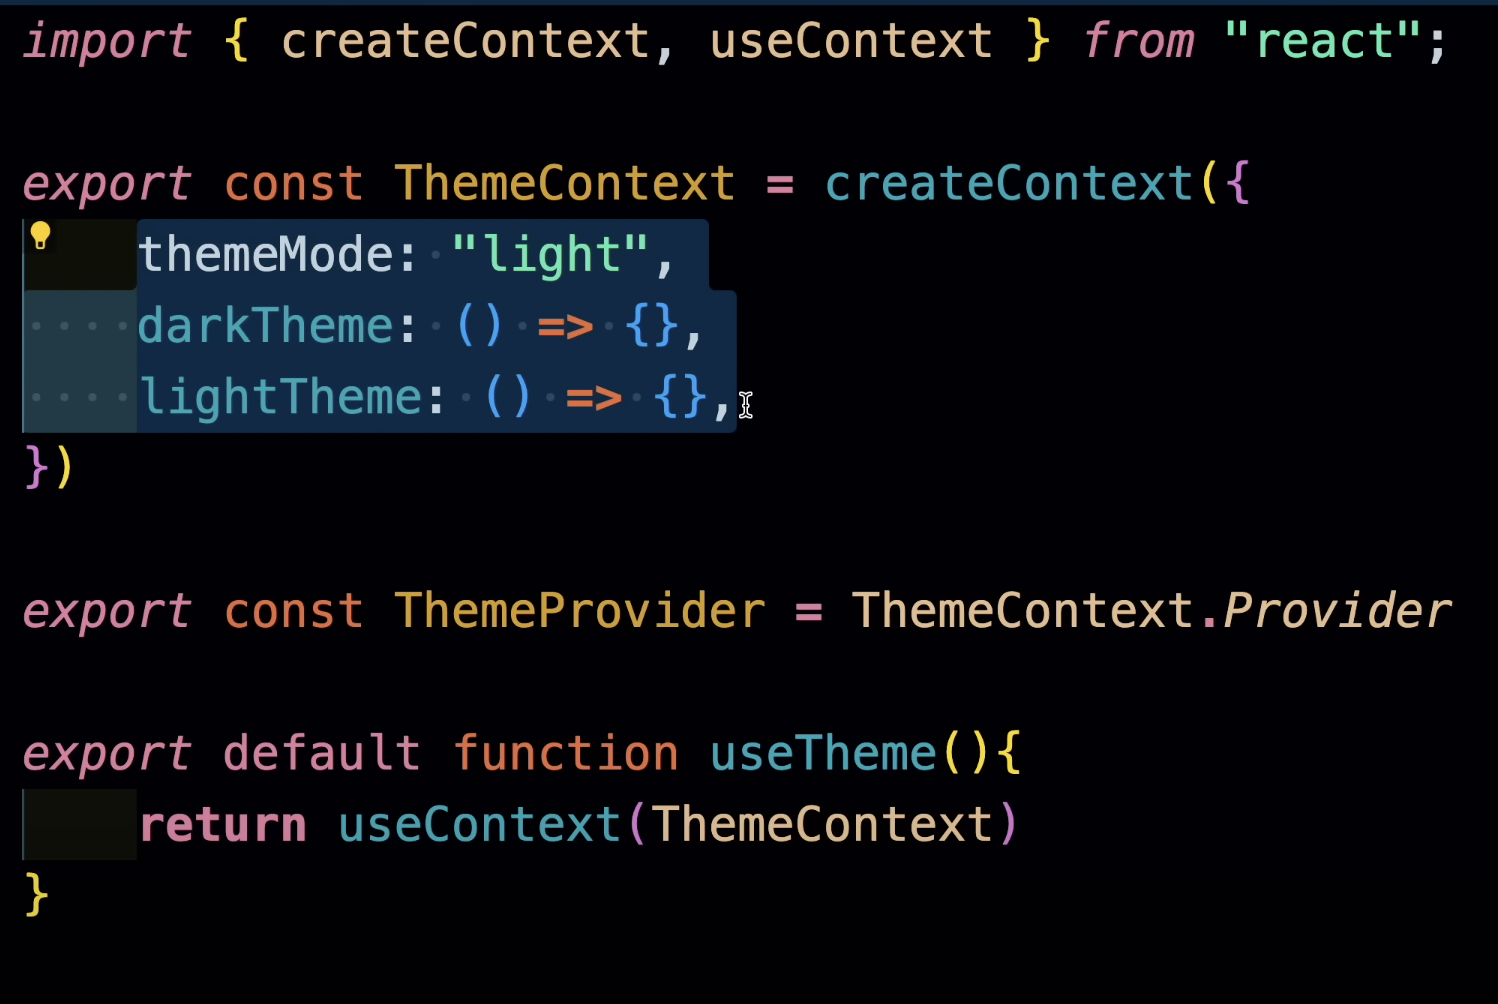 import { createContext, useContext } from "react";
export const ThemeContext = createContext({
    themeMode: "light",
    darkTheme: () => {},
    lightTheme: () => {},
})
export const ThemeProvider = ThemeContext.Provider
export default function useTheme(){
    return useContext(ThemeContext)
}